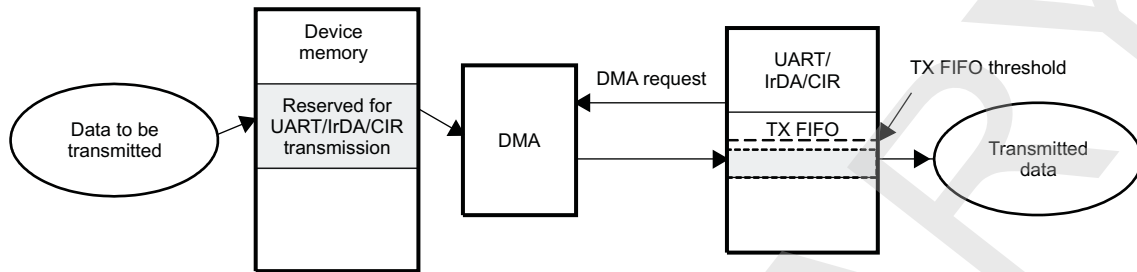 Data to be
transmitted
Device
memory
Reserved for
UART/IrDA/CIR
transmission
DMA
DMA request
UART/
IrDA/CIR
TX FIFO
TX FIFO threshold
Transmitted
data